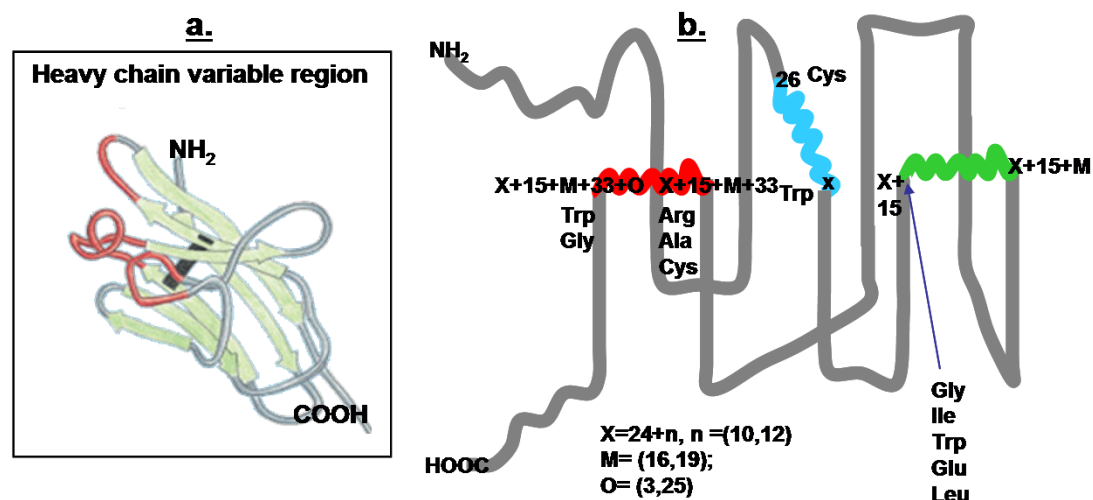 a.
Heavy chain variable region
NH2
COOH
b.
NH2
26 Cys
X+15+M+33+O
X+15+M+33
Trp
x
X+
15
X+15+M
Trp
Gly
Arg
Ala
Cys
Gly
Ile
Trp
Glu
Leu
HOOC
X=24+n, n =(10,12)
M= (16,19);
O= (3,25)